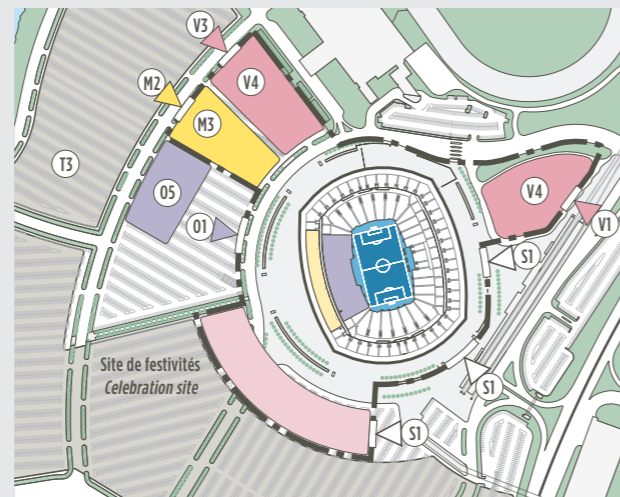 V3
M2
V4
M3
T3
O5
V4
O1
V1
S1
Site de festivités
Celebration site
S1
S1